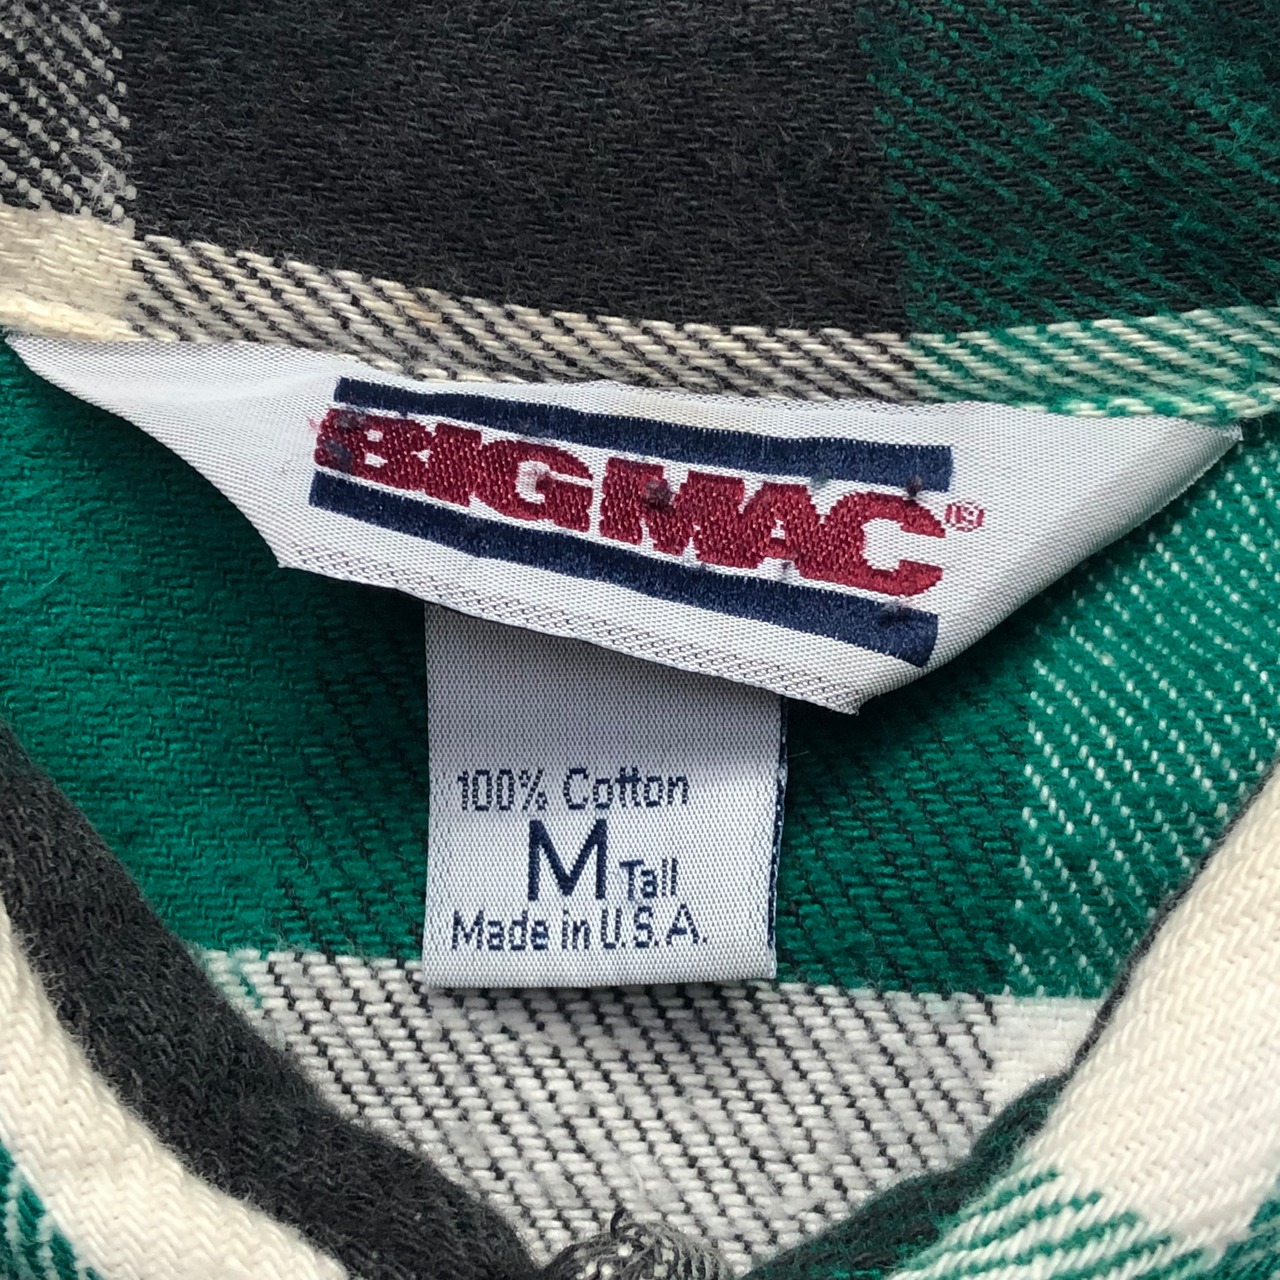 BIG MAC®
100% Cotton
M Tall
Made in U.S.A.